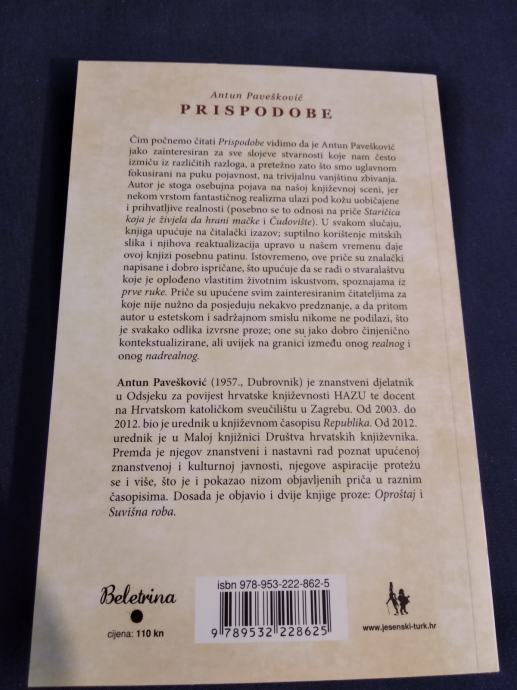 Antun Pavešković
PRISPODOBE
Čim počnemo čitati Prispodobe vidimo da je Antun Pavešković
jako zainteresiran za sve slojeve stvarnosti koje nam često
izmiču iz različitih razloga, a pretežno zato što smo uglavnom
fokusirani na puku pojavnost, na trivijalnu vanjštinu zbivanja.
Autor je stoga osebujna pojava na našoj književnoj sceni, jer
nekom vrstom fantastičnog realizma ulazi pod kožu uobičajene
i prihvatljive realnosti (posebno se to odnosi na priče Staričica
koja je živjela da hrani mačke i Čudovište). U svakom slučaju,
knjiga upućuje na čitalački izazov; suptilno korištenje mitskih
slika i njihova reaktualizacija upravo u našem vremenu daje
ovoj knjizi posebnu patinu. Istovremeno, ove priče su znalački
napisane i dobro ispričane, što upućuje da se radi o stvaralaštvu
koje je oplođeno vlastitim životnim iskustvom, spoznajama iz
prve ruke. Priče su upućene svim zainteresiranim čitateljima za
koje nije nužno da posjeduju nekakvo predznanje, a da pritom
autor u estetskom i sadržajnom smislu nikome ne podilazi, što
je svakako odlika izvrsne proze; one su jako dobro činjenično
kontekstualizirane, ali uvijek na granici između onog realnog i
onog nadrealnog.
Antun Pavešković (1957., Dubrovnik) je znanstveni djelatnik
u Odsjeku za povijest hrvatske književnosti HAZU te docent
na Hrvatskom katoličkom sveučilištu u Zagrebu. Od 2003. do
2012. bio je urednik u književnom časopisu Republika. Od 2012.
urednik je u Maloj knjižnici Društva hrvatskih književnika.
Premda je njegov znanstveni i nastavni rad poznat upućenoj
znanstvenoj i kulturnoj javnosti, njegove aspiracije protežu
se i više, što je i pokazao nizom objavljenih priča u raznim
časopisima. Dosada je objavio i dvije knjige proze: Oproštaj i
Suvišna roba.
Beletrina
cijena: 110 kn
isbn 978-953-222-862-5
9 789532 228625
www.jesenski-turk.hr